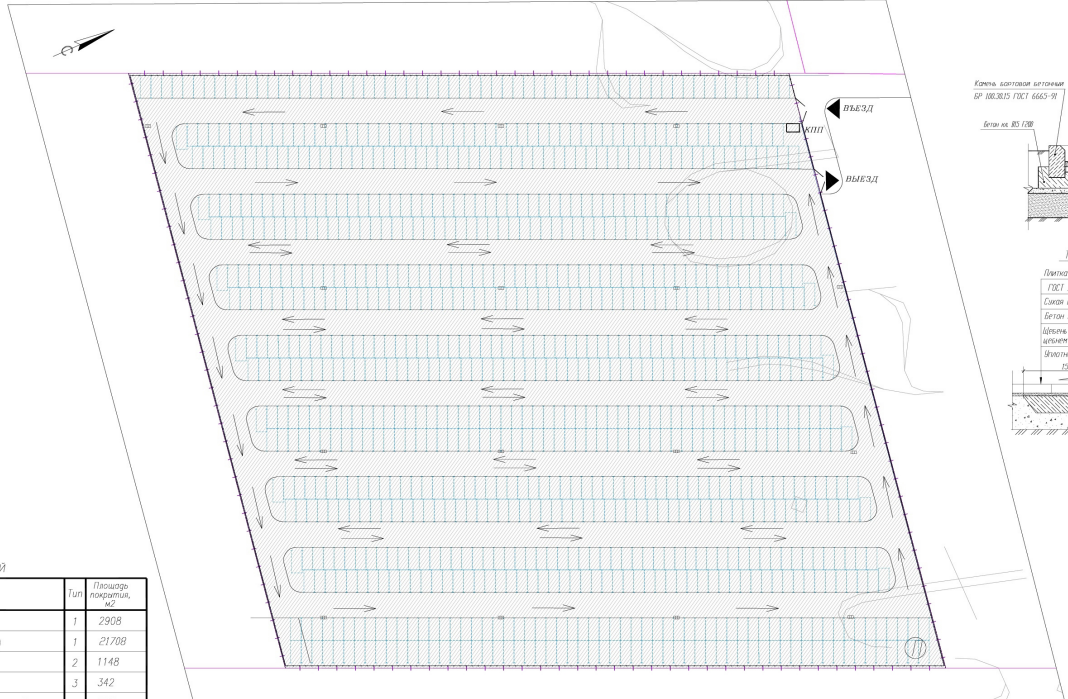 С
Камень бортовой бетонный
БР 100.30.15 ГОСТ 6665-91
Бетон кл. В15 F200
ВЪЕЗД
КПП
ВЫЕЗД
Плитка
ГОСТ
Сухая
Бетон
Щебень
щебнем
Уплотн
15
П
Й
Тип
Площадь
покрытия,
м2
1 2908
1 21708
2 1148
3 342